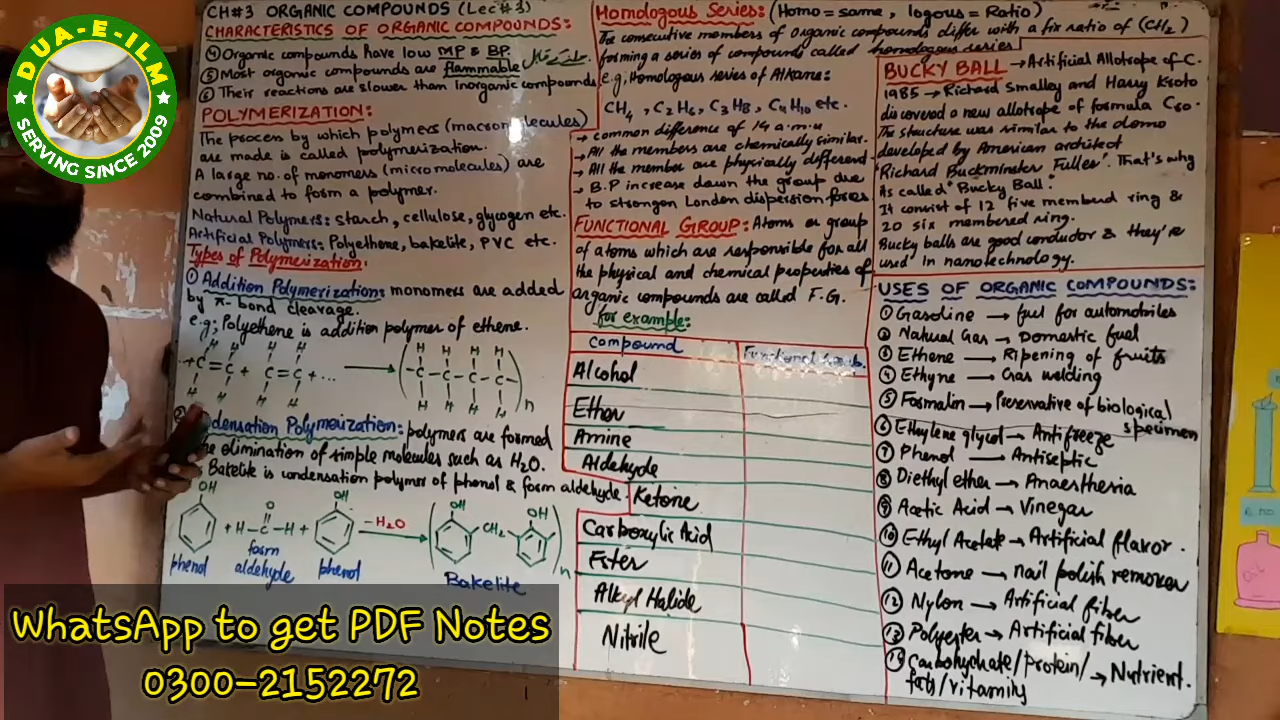 DUA-E-ILM
SERVING SINCE 2009
CH#3 ORGANIC COMPOUNDS (Lec#3)
CHARACTERISTICS OF ORGANIC COMPOUNDS:
④ Organic compounds have low MP & BP.
⑤ Most organic compounds are flammable
⑥ Their reactions are slower than inorganic compounds
POLYMERIZATION:
The process by which polymers (macromolecules)
are made is called polymerization.
A large no. of monomers (micromolecules) are
combined to form a polymer.
Natural Polymers: starch, cellulose, glycogen etc.
Artificial Polymers: Polyethene, bakelite, PVC etc.
Types of Polymerization:
① Addition Polymerization: monomers are added
by π-bond cleavage.
e.g; Polyethene is addition polymer of ethene.
H H H H
C=C + C=C + ...
H H H H
H H H H
-C-C-C-C-
H H H H
n
densation Polymerization: polymers are formed
he elimination of simple molecules such as H₂O.
Bakelite is condensation polymer of phenol & form aldehyde.
OH O OH OH OH
+ H-C-H + -H₂O CH₂
n
phenol form aldehyde phenol Bakelite
Homologous Series: (Homo = same, logous = Ratio)
The consecutive members of organic compounds differ with a fix ratio of (CH₂)
forming a series of compounds called homologous series
e.g; Homologous series of Alkane:
CH₄, C₂H₆, C₃H₈, C₄H₁₀ etc.
→ common difference of 14 a.m.u
→ All the members are chemically similar.
→ All the member are physically different
→ B.P increase down the group due
to stronger London dispersion forces
FUNCTIONAL GROUP: Atoms or group
of atoms which are responsible for all
the physical and chemical properties of
organic compounds are called F.G.
for example:
Compound Functional Group.
Alcohol
Ether
Amine
Aldehyde
Ketone
Carboxylic Acid
Ester
Alkyl Halide
Nitrile
BUCKY BALL → Artificial Allotrope of C.
1985 → Richard Smalley and Harry Kroto
discovered a new allotrope of formula C₆₀.
The structure was similar to the domo
developed by American architect
"Richard Buckminster Fuller". That's why
As called "Bucky Ball".
It consist of 12 five memberd ring &
20 six membered ring.
Bucky balls are good conductor & they're
used in nanotechnology.
USES OF ORGANIC COMPOUNDS:
① Gasoline → fuel for automobiles
② Natural Gas → Domestic fuel
③ Ethene → Ripening of fruits
④ Ethyne → Gas welding
⑤ Formalin → Preservative of biological
specimen
⑥ Ethylene glycol → Antifreeze
⑦ Phenol → Antiseptic
⑧ Diethyl ether → Anaesthesia
⑨ Acetic Acid → Vinegar
⑩ Ethyl Acetate → Artificial flavor.
⑪ Acetone → nail polish remover
⑫ Nylon → Artificial fiber
⑬ Polyester → Artificial fiber
⑭ Carbohydrate/Protein/ → Nutrient.
fats/vitamins
WhatsApp to get PDF Notes
0300-2152272